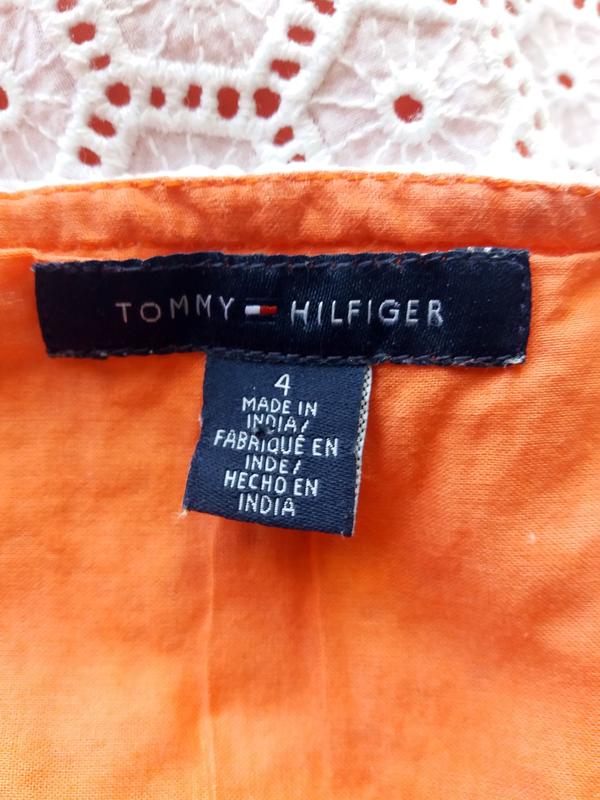 TOMMY HILFIGER
4
MADE IN
INDIA/
FABRIQUÉ EN
INDE/
HECHO EN
INDIA